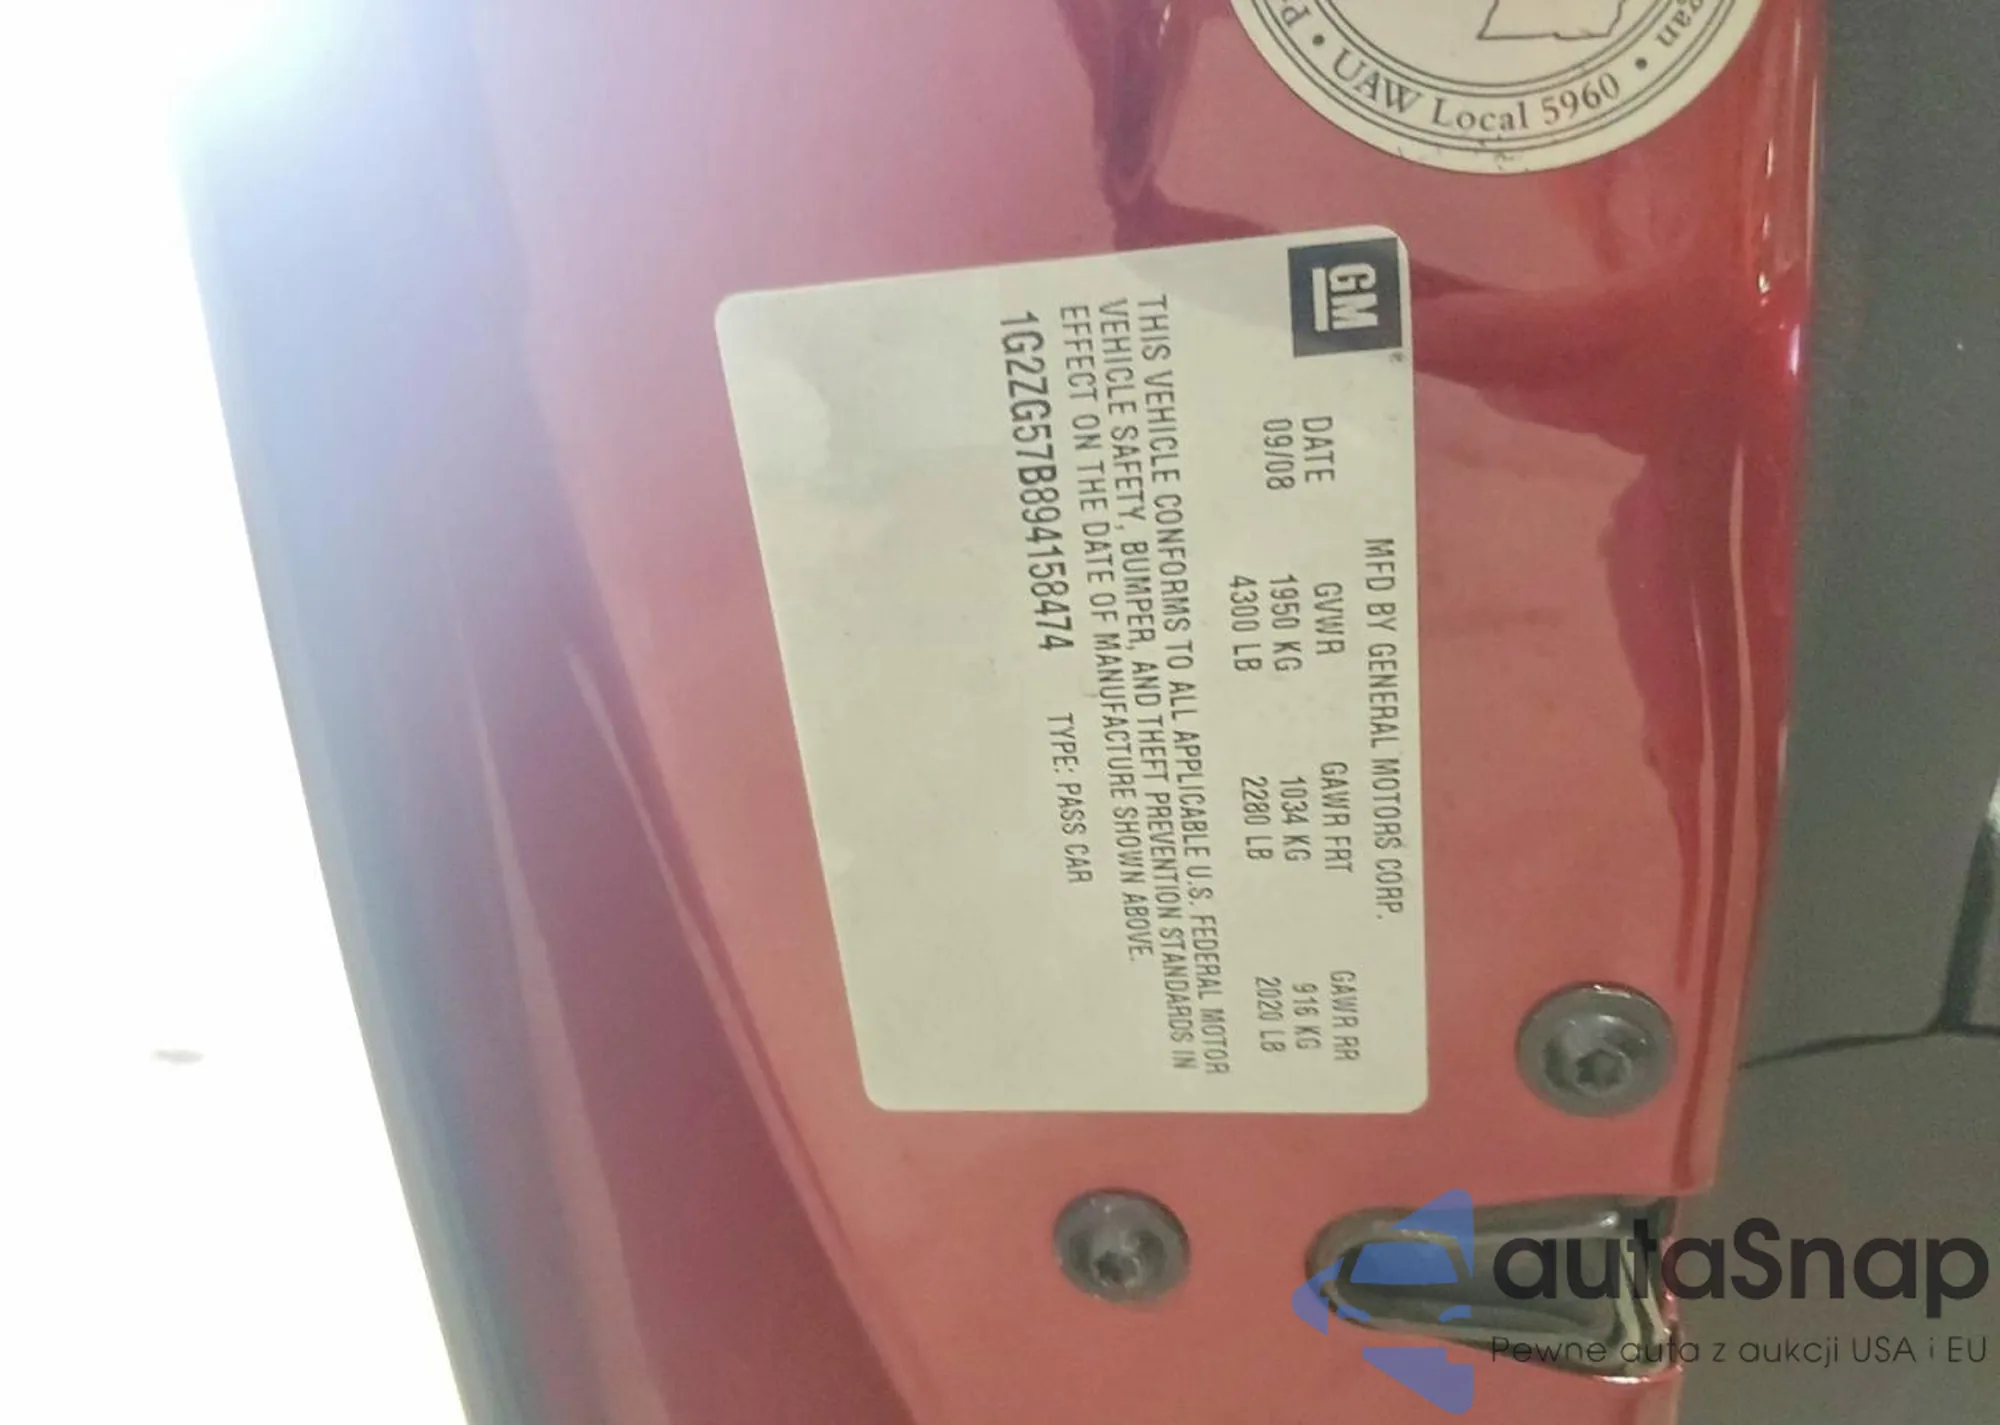 • UAW Local 5960 •
GM
MFD BY GENERAL MOTORS CORP.
DATE GVWR GAWR FRT GAWR RR
09/08 1950 KG 1034 KG 916 KG
4300 LB 2280 LB 2020 LB
THIS VEHICLE CONFORMS TO ALL APPLICABLE U.S. FEDERAL MOTOR
VEHICLE SAFETY, BUMPER, AND THEFT PREVENTION STANDARDS IN
EFFECT ON THE DATE OF MANUFACTURE SHOWN ABOVE.
1G2ZG57B894158474 TYPE: PASS CAR
autaSnap
Pewne auta z aukcji USA i EU